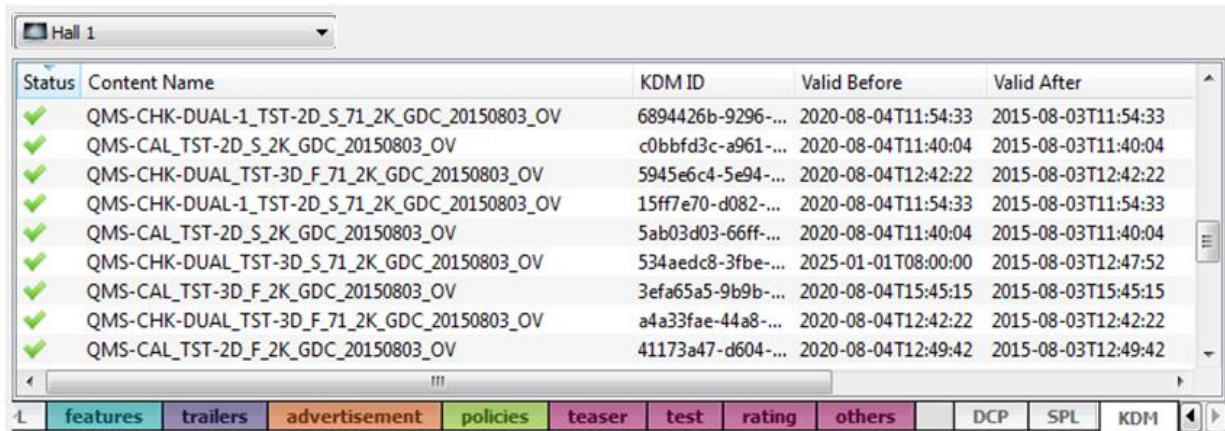 Hall 1
Status Content Name KDM ID Valid Before Valid After
QMS-CHK-DUAL-1_TST-2D_S_71_2K_GDC_20150803_OV 6894426b-9296-... 2020-08-04T11:54:33 2015-08-03T11:54:33
QMS-CAL_TST-2D_S_2K_GDC_20150803_OV c0bbfd3c-a961-... 2020-08-04T11:40:04 2015-08-03T11:40:04
QMS-CHK-DUAL_TST-3D_F_71_2K_GDC_20150803_OV 5945e6c4-5e94-... 2020-08-04T12:42:22 2015-08-03T12:42:22
QMS-CHK-DUAL-1_TST-2D_S_71_2K_GDC_20150803_OV 15ff7e70-d082-... 2020-08-04T11:54:33 2015-08-03T11:54:33
QMS-CAL_TST-2D_S_2K_GDC_20150803_OV 5ab03d03-66ff-... 2020-08-04T11:40:04 2015-08-03T11:40:04
QMS-CHK-DUAL_TST-3D_S_71_2K_GDC_20150803_OV 534aedc8-3fbe-... 2025-01-01T08:00:00 2015-08-03T12:47:52
QMS-CAL_TST-3D_F_2K_GDC_20150803_OV 3efa65a5-9b9b-... 2020-08-04T15:45:15 2015-08-03T15:45:15
QMS-CHK-DUAL_TST-3D_F_71_2K_GDC_20150803_OV a4a33fae-44a8-... 2020-08-04T12:42:22 2015-08-03T12:42:22
QMS-CAL_TST-2D_F_2K_GDC_20150803_OV 41173a47-d604-... 2020-08-04T12:49:42 2015-08-03T12:49:42
features trailers advertisement policies teaser test rating others DCP SPL KDM